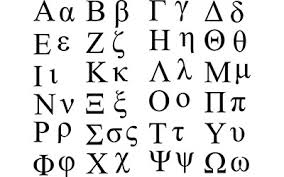 Αα Ββ Γγ Δδ
Εε Ζζ Ηη Θθ
Ιι Κκ Λλ Μμ
Νν Ξξ Οο Ππ
Ρρ Σσς Ττ Υυ
Φφ Χχ Ψψ Ωω